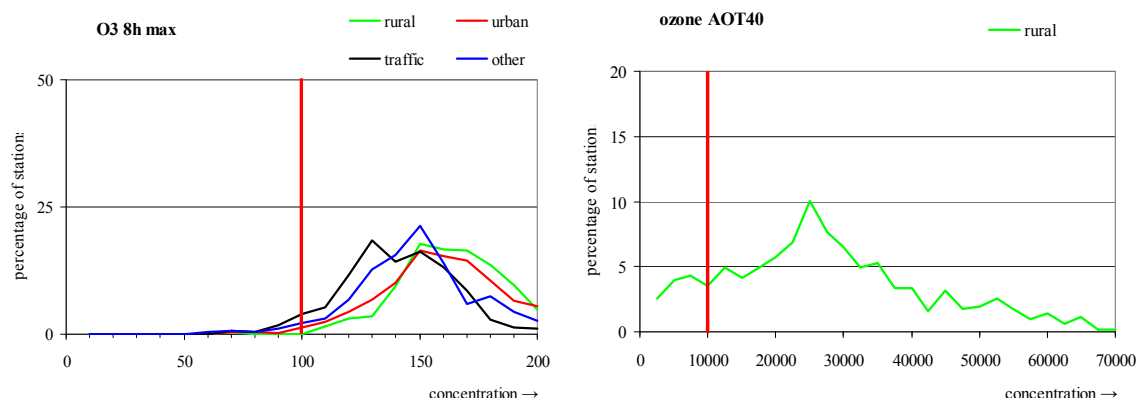 O3 8h max
rural
urban
traffic
other
50
25
0
percentage of station:
0
50
100
150
200
concentration →
ozone AOT40
rural
20
15
10
5
0
percentage of station
0
10000
20000
30000
40000
50000
60000
70000
concentration →